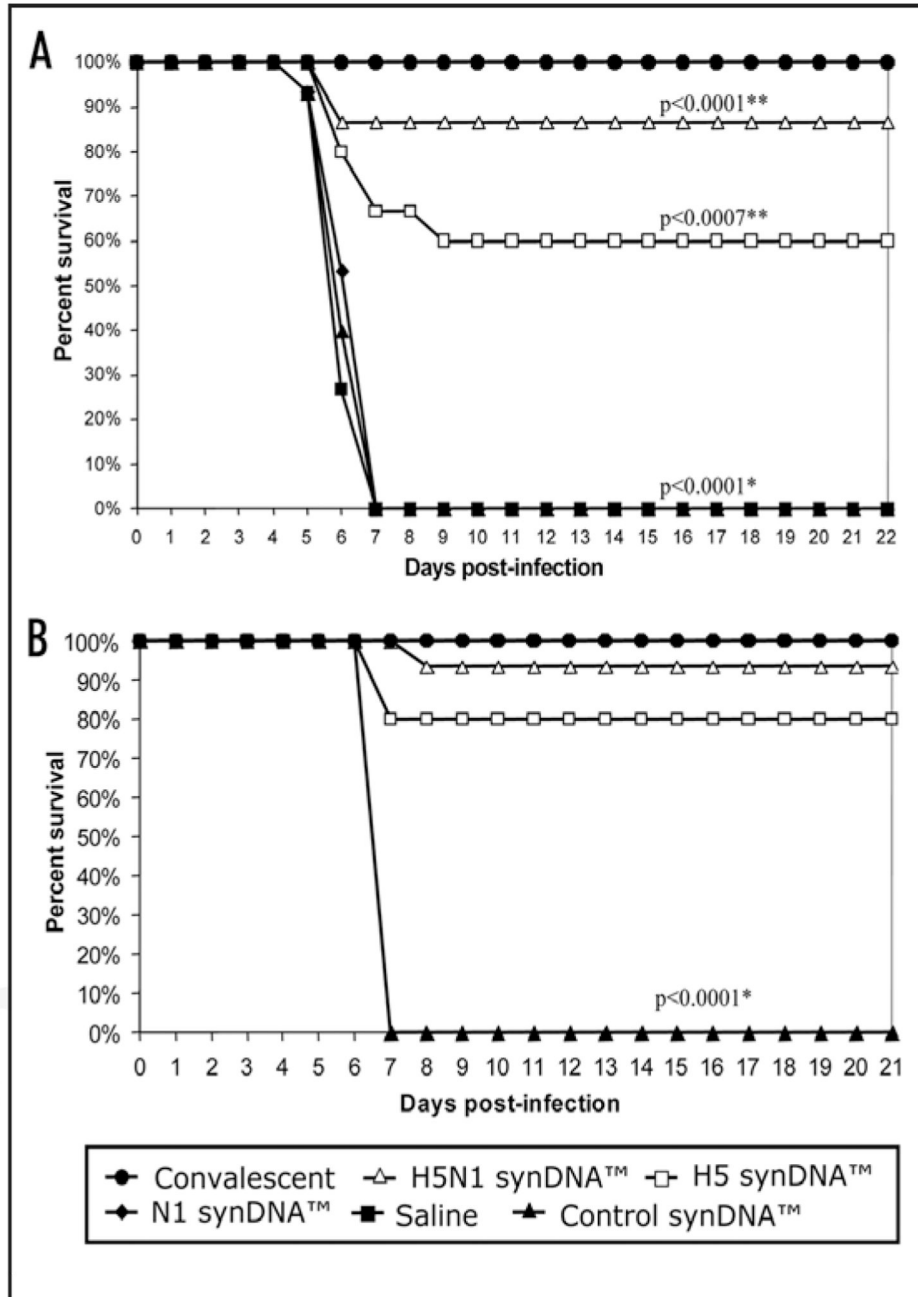 A
100%
90%
80%
70%
60%
50%
40%
30%
20%
10%
0%
Percent survival
p<0.0001**
p<0.0007**
p<0.0001*
0 1 2 3 4 5 6 7 8 9 10 11 12 13 14 15 16 17 18 19 20 21 22
Days post-infection
B
100%
90%
80%
70%
60%
50%
40%
30%
20%
10%
0%
Percent survival
p<0.0001*
0 1 2 3 4 5 6 7 8 9 10 11 12 13 14 15 16 17 18 19 20 21
Days post-infection
Convalescent H5N1 synDNA™ H5 synDNA™
N1 synDNA™ Saline Control synDNA™